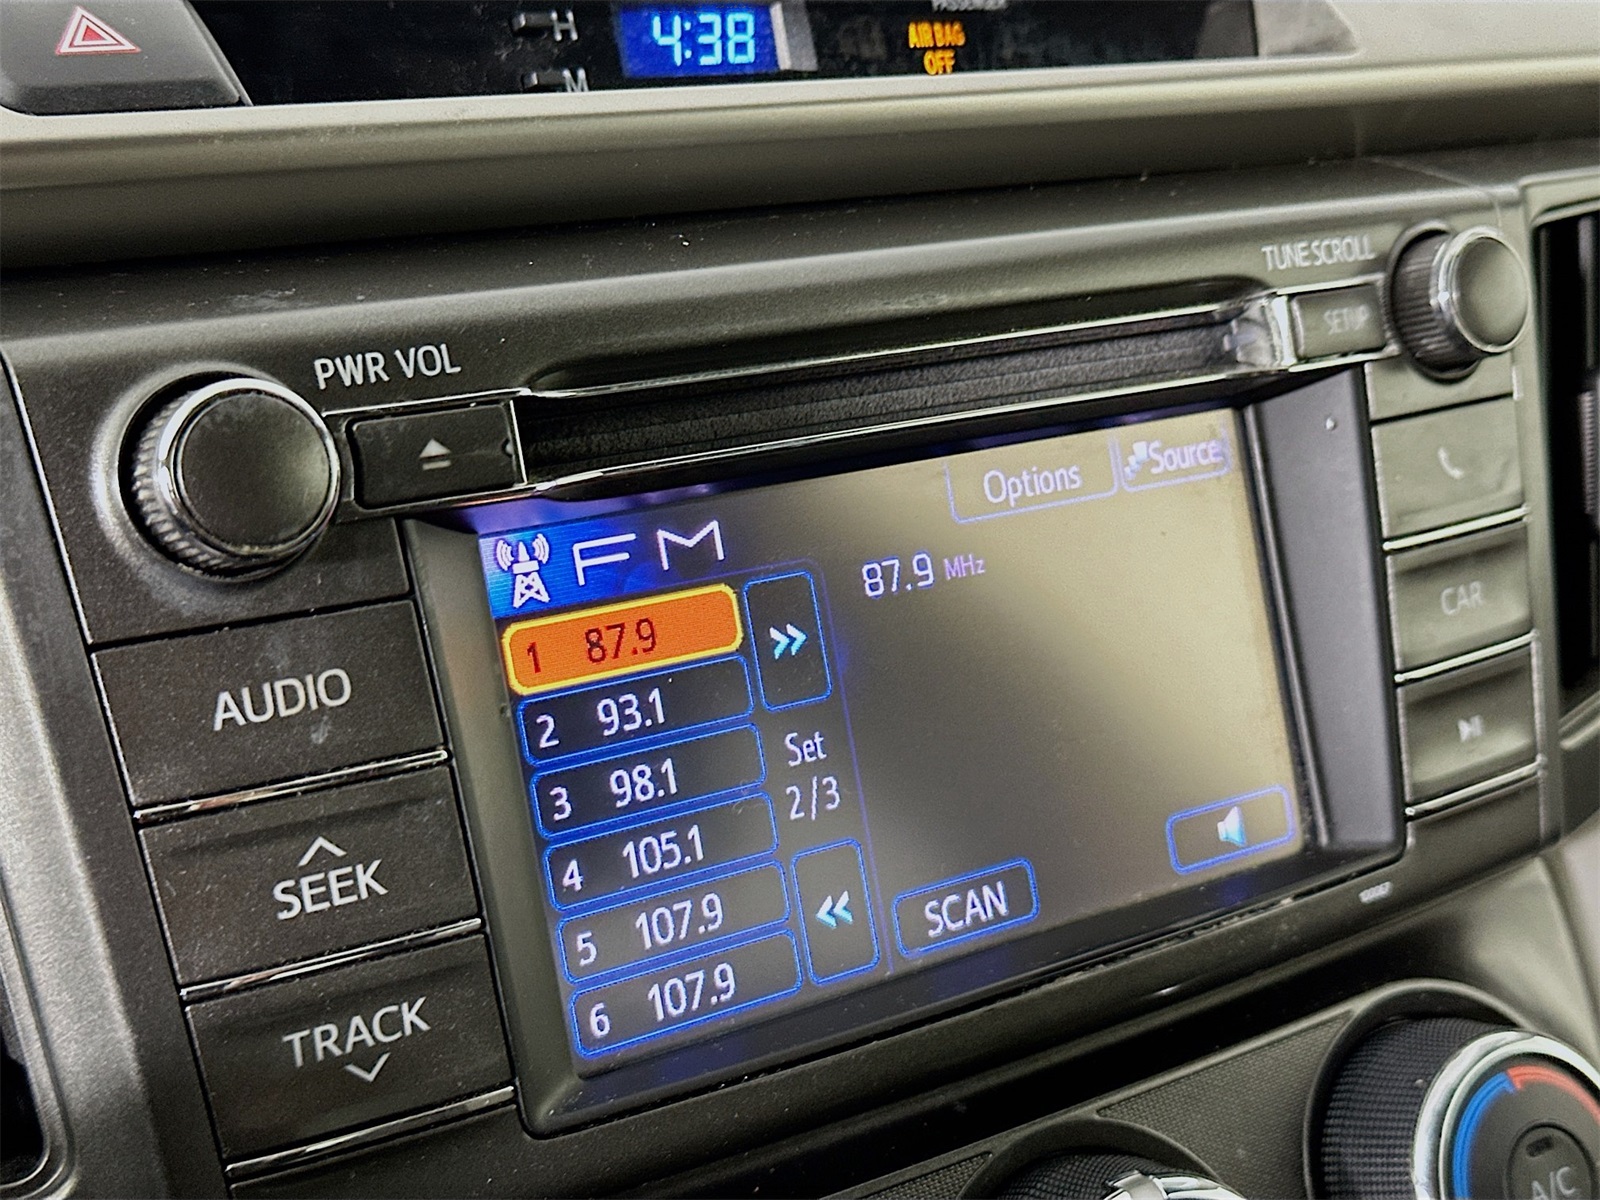 H
4:38
PASSENGER
AIR BAG
OFF
M
TUNE SCROLL
SETUP
PWR VOL
Options
Source
FM
87.9 MHz
1 87.9
2 93.1
3 98.1
4 105.1
5 107.9
6 107.9
Set
2/3
SCAN
AUDIO
SEEK
TRACK
CAR
A/C